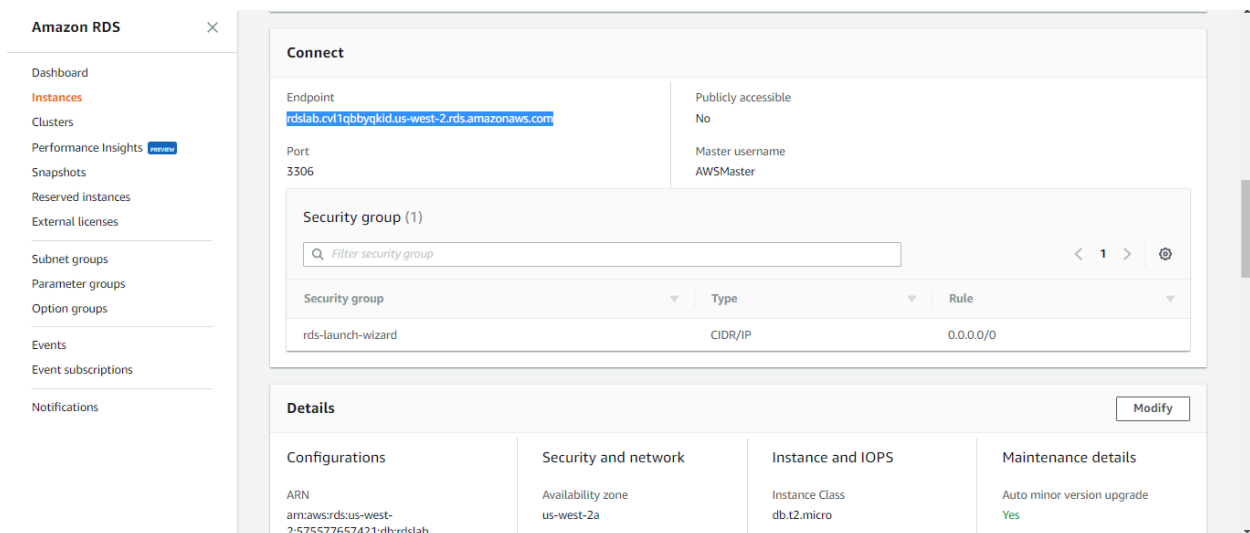 Amazon RDS
Dashboard
Instances
Clusters
Performance Insights PREVIEW
Snapshots
Reserved instances
External licenses
Subnet groups
Parameter groups
Option groups
Events
Event subscriptions
Notifications
Connect
Endpoint
rdslab.cvl1qbbyqkid.us-west-2.rds.amazonaws.com
Publicly accessible
No
Port
3306
Master username
AWSMaster
Security group (1)
Filter security group
1
Security group Type Rule
rds-launch-wizard CIDR/IP 0.0.0.0/0
Details
Modify
Configurations
ARN
arn:aws:rds:us-west-
2:575577657421:db:rdslab
Security and network
Availability zone
us-west-2a
Instance and IOPS
Instance Class
db.t2.micro
Maintenance details
Auto minor version upgrade
Yes